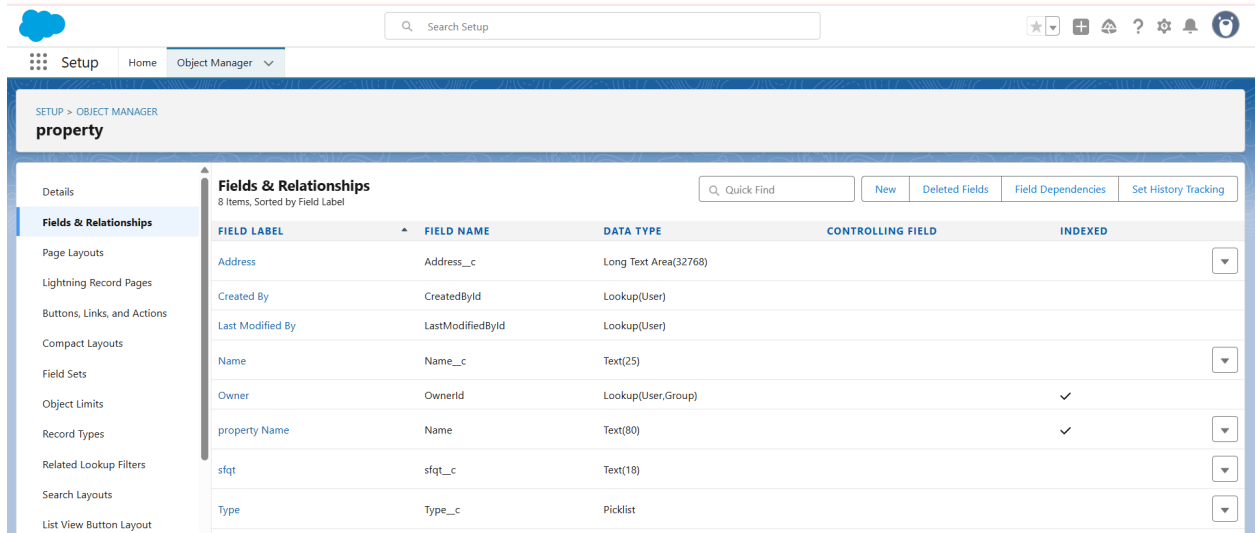 Search Setup
Setup Home Object Manager
SETUP > OBJECT MANAGER
property
Details
Fields & Relationships
Page Layouts
Lightning Record Pages
Buttons, Links, and Actions
Compact Layouts
Field Sets
Object Limits
Record Types
Related Lookup Filters
Search Layouts
List View Button Layout
Fields & Relationships
8 Items, Sorted by Field Label
Quick Find New Deleted Fields Field Dependencies Set History Tracking
FIELD LABEL FIELD NAME DATA TYPE CONTROLLING FIELD INDEXED
Address Address__c Long Text Area(32768)
Created By CreatedById Lookup(User)
Last Modified By LastModifiedById Lookup(User)
Name Name__c Text(25)
Owner OwnerId Lookup(User,Group)
property Name Name Text(80)
sfqt sfqt__c Text(18)
Type Type__c Picklist